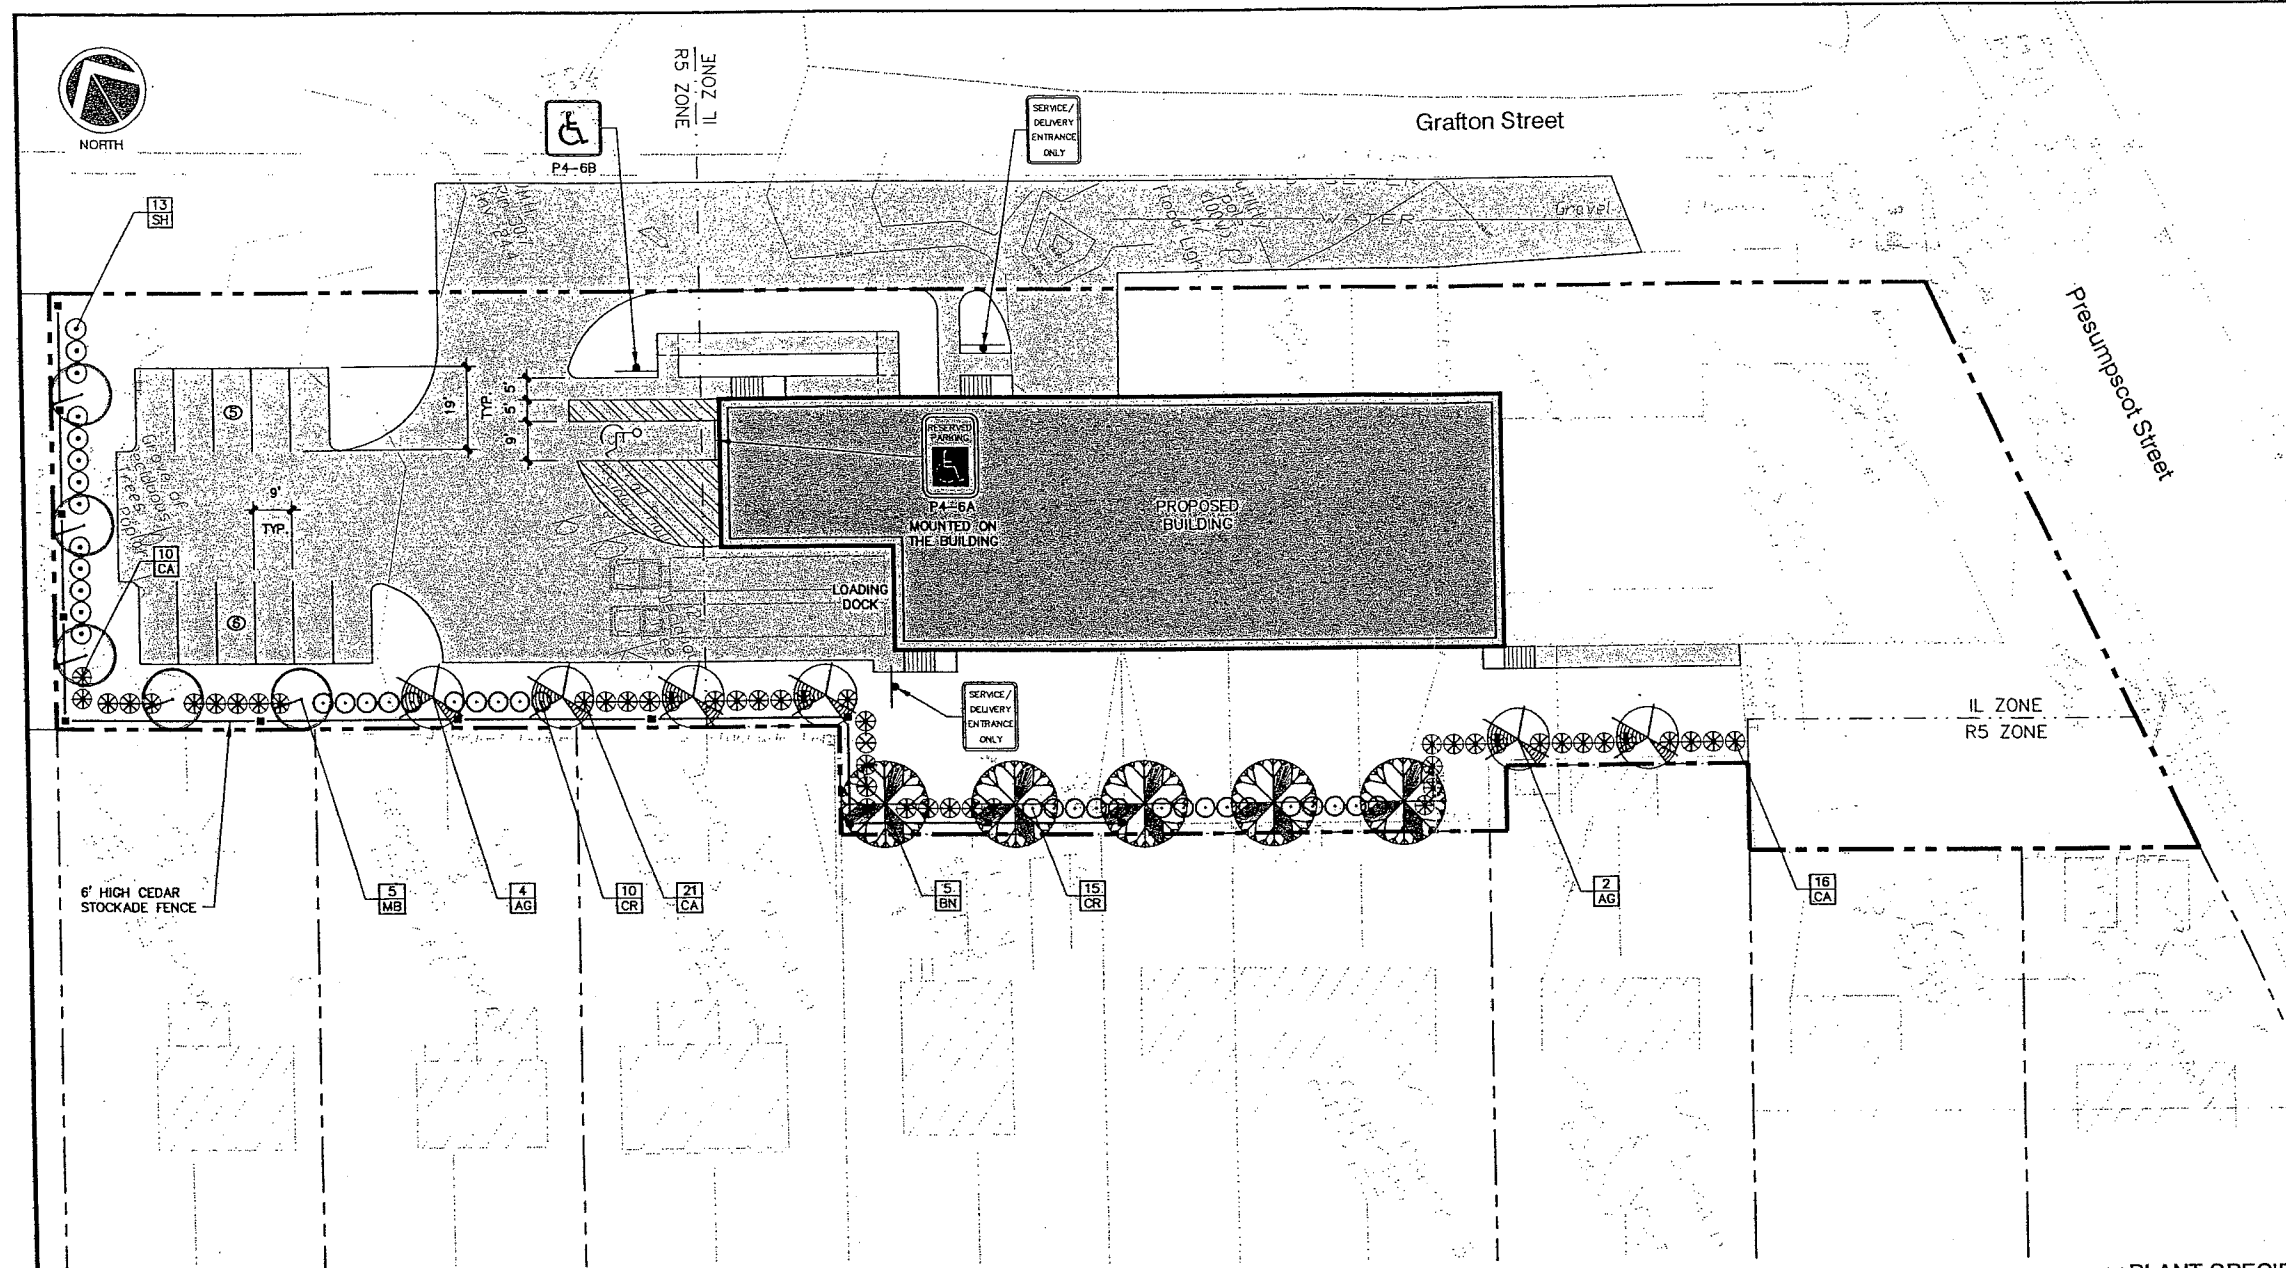 NORTH
IL ZONE
R5 ZONE
P4-6B
SERVICE/
DELIVERY
ENTRANCE
ONLY
Grafton Street
13
SH
WATER
Gravel
Presumpscot Street
19'
TYP.
5'
5'
9'
5
RESERVED
PARKING
P4-6A
MOUNTED ON
THE BUILDING
PROPOSED
BUILDING
9'
TYP.
10
CA
6
LOADING
DOCK
SERVICE/
DELIVERY
ENTRANCE
ONLY
IL ZONE
R5 ZONE
6' HIGH CEDAR
STOCKADE FENCE
5
MB
4
AG
10
CR
21
CA
5
BN
15
CR
2
AG
16
CA